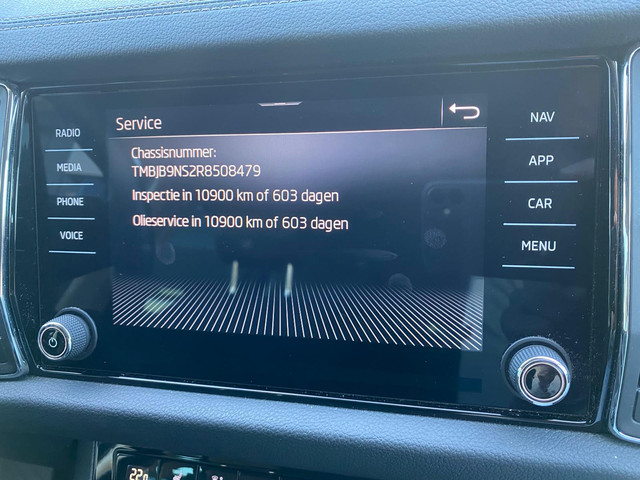 RADIO
MEDIA
PHONE
VOICE
Service
Chassisnummer:
TMBJB9NS2R8508479
Inspectie in 10900 km of 603 dagen
Olieservice in 10900 km of 603 dagen
NAV
APP
CAR
MENU